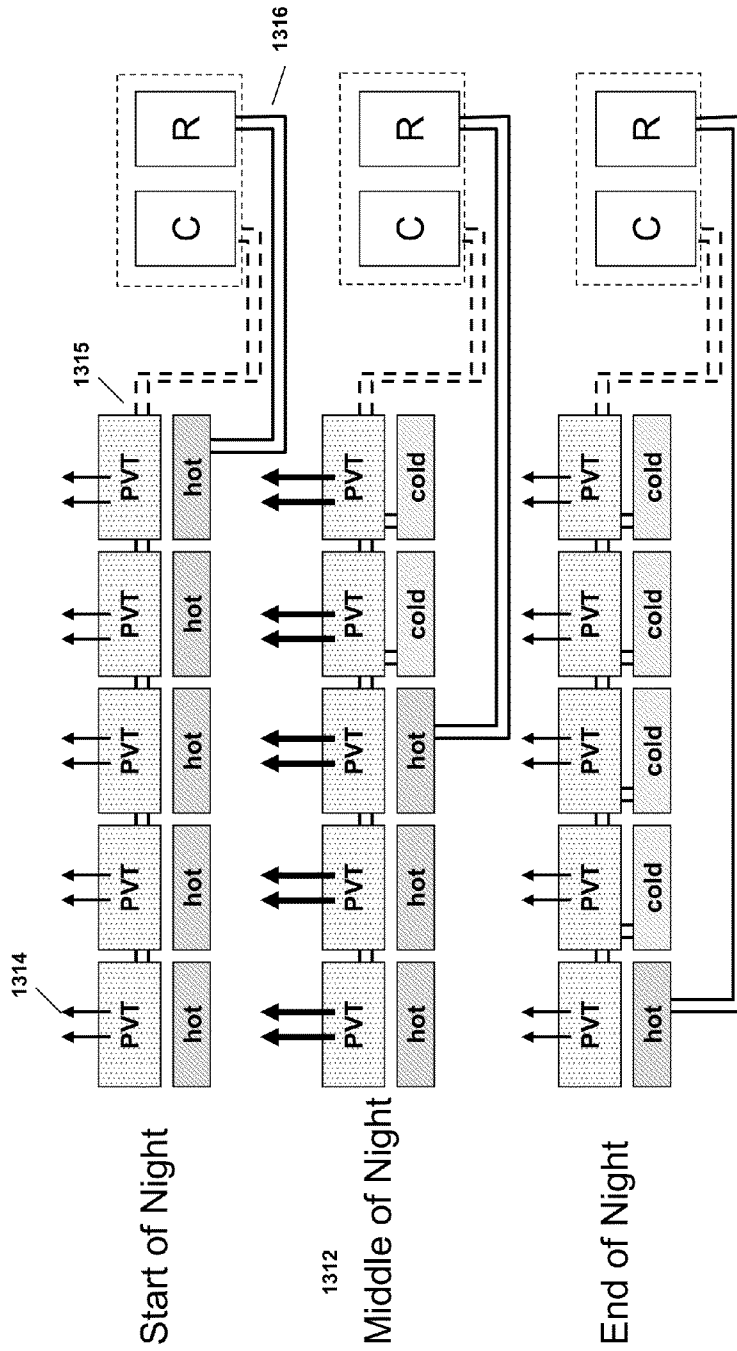 1316
1315
1314
PVT PVT PVT PVT PVT
hot hot hot hot hot
C R
Start of Night
PVT PVT PVT PVT PVT
hot hot hot cold cold
C R
1312
Middle of Night
PVT PVT PVT PVT PVT
hot cold cold cold cold
C R
End of Night